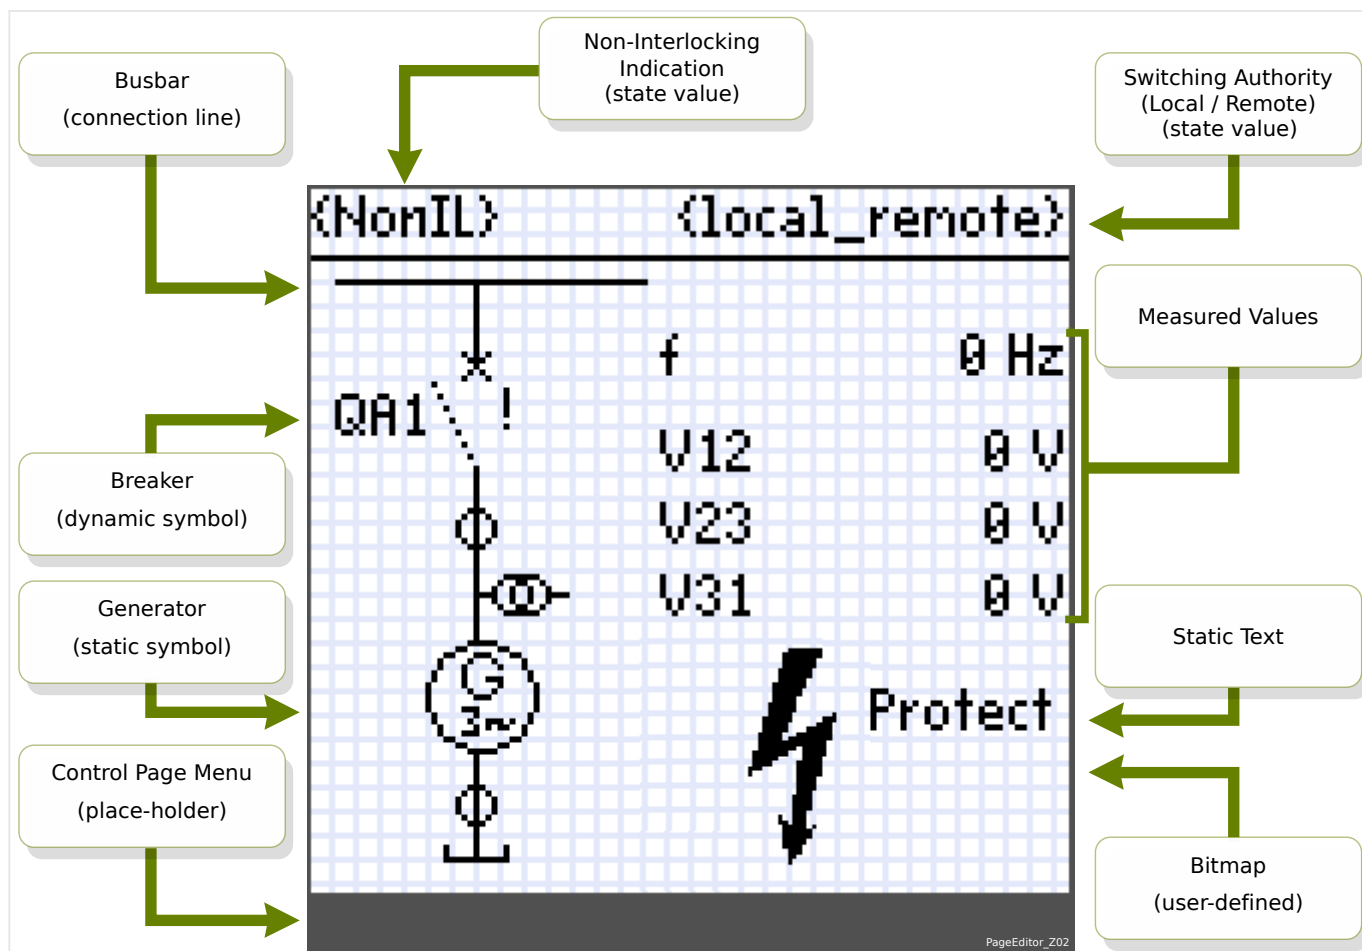 Non-Interlocking
Indication
(state value)
Busbar
(connection line)
Switching Authority
(Local / Remote)
(state value)
{NonIL}
{local_remote}
Measured Values
f
0 Hz
QA1
!
V12
0 V
Breaker
(dynamic symbol)
V23
0 V
V31
0 V
Generator
(static symbol)
Static Text
G
3~
Protect
Control Page Menu
(place-holder)
Bitmap
(user-defined)
PageEditor_Z02